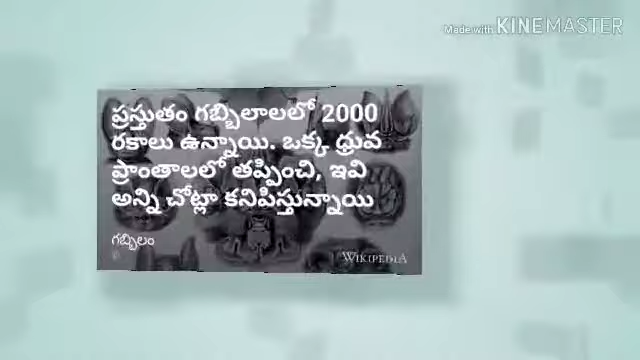 Made with KINEMASTER
ప్రస్తుతం గబ్బిలాలలో 2000
రకాలు ఉన్నాయి. ఒక్క ధ్రువ
ప్రాంతాలలో తప్పించి, ఇవి
అన్ని చోట్లా కనిపిస్తున్నాయి
గబ్బిలం
WIKIPEDIA